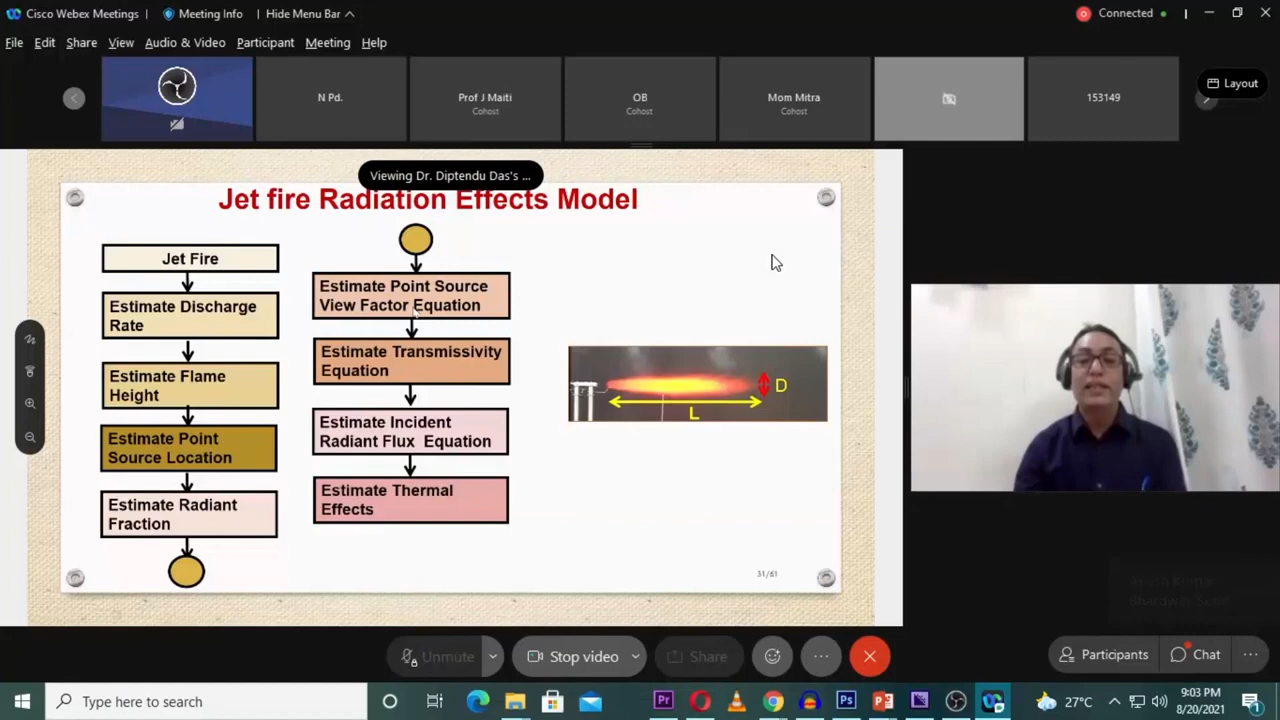 Cisco Webex Meetings
Meeting Info
Hide Menu Bar
Connected
File Edit Share View Audio & Video Participant Meeting Help
N Pd.
Prof J Maiti
Cohost
OB
Cohost
Mom Mitra
Cohost
153149
Layout
Viewing Dr. Diptendu Das's ...
Jet fire Radiation Effects Model
Jet Fire
Estimate Discharge
Rate
Estimate Flame
Height
Estimate Point
Source Location
Estimate Radiant
Fraction
Estimate Point Source
View Factor Equation
Estimate Transmissivity
Equation
Estimate Incident
Radiant Flux Equation
Estimate Thermal
Effects
D
L
31/61
Unmute
Stop video
Share
Participants
Chat
Type here to search
Pr
Ps
27°C
9:03 PM
8/20/2021
1